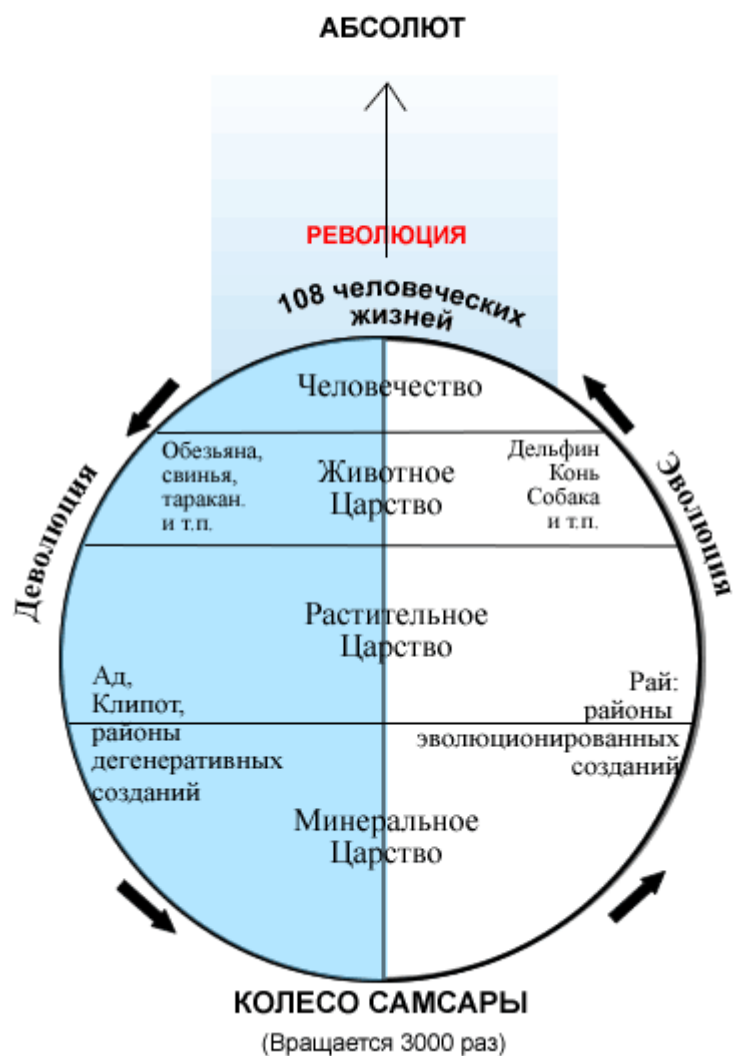 АБСОЛЮТ
РЕВОЛЮЦИЯ
108 человеческих
жизней
Человечество
Деволюция
Эволюция
Обезьяна,
свинья,
таракан.
и т.п.
Животное
Царство
Дельфин
Конь
Собака
и т.п.
Растительное
Царство
Ад,
Клипот,
районы
дегенеративных
созданий
Рай:
районы
эволюционированных
созданий
Минеральное
Царство
КОЛЕСО САМСАРЫ
(Вращается 3000 раз)